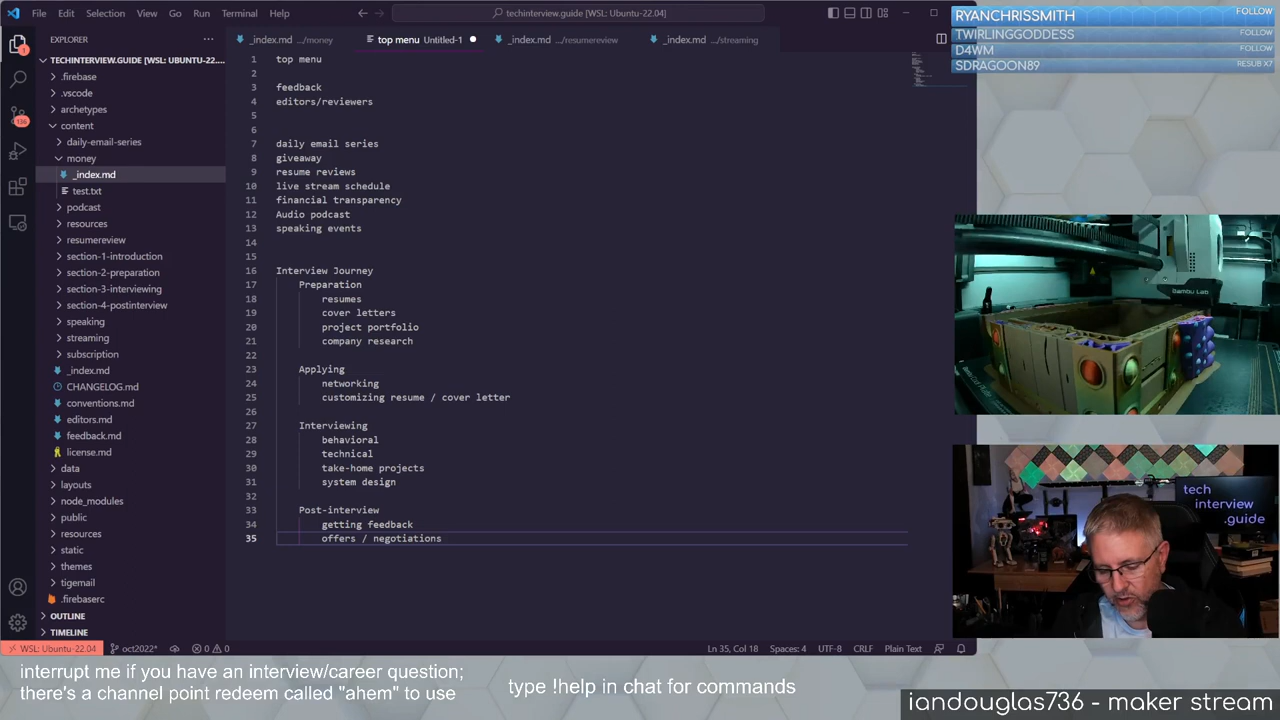 File Edit Selection View Go Run Terminal Help
techinterview.guide [WSL: Ubuntu-22.04]
EXPLORER
_index.md .../money
top menu Untitled-1
_index.md .../resumereview
_index.md .../streaming
1
TECHINTERVIEW.GUIDE [WSL: UBUNTU-22....
.firebase
.vscode
archetypes
content
daily-email-series
money
_index.md
test.txt
podcast
resources
resumereview
section-1-introduction
section-2-preparation
section-3-interviewing
section-4-postinterview
speaking
streaming
subscription
_index.md
CHANGELOG.md
conventions.md
editors.md
feedback.md
license.md
data
layouts
node_modules
public
resources
static
themes
tigemail
.firebaserc
OUTLINE
TIMELINE
136
1 top menu
2
3 feedback
4 editors/reviewers
5
6
7 daily email series
8 giveaway
9 resume reviews
10 live stream schedule
11 financial transparency
12 Audio podcast
13 speaking events
14
15
16 Interview Journey
17 Preparation
18 resumes
19 cover letters
20 project portfolio
21 company research
22
23 Applying
24 networking
25 customizing resume / cover letter
26
27 Interviewing
28 behavioral
29 technical
30 take-home projects
31 system design
32
33 Post-interview
34 getting feedback
35 offers / negotiations
WSL: Ubuntu-22.04 oct2022* 0 0 Ln 35, Col 18 Spaces: 4 UTF-8 CRLF Plain Text
RYANCHRISSMITH FOLLOW
TWIRLINGGODDESS FOLLOW
D4WM FOLLOW
SDRAGOON89 RESUB X7
Bambu Lab
tech
interview
.guide
interrupt me if you have an interview/career question;
there's a channel point redeem called "ahem" to use
type !help in chat for commands
iandouglas736 - maker stream